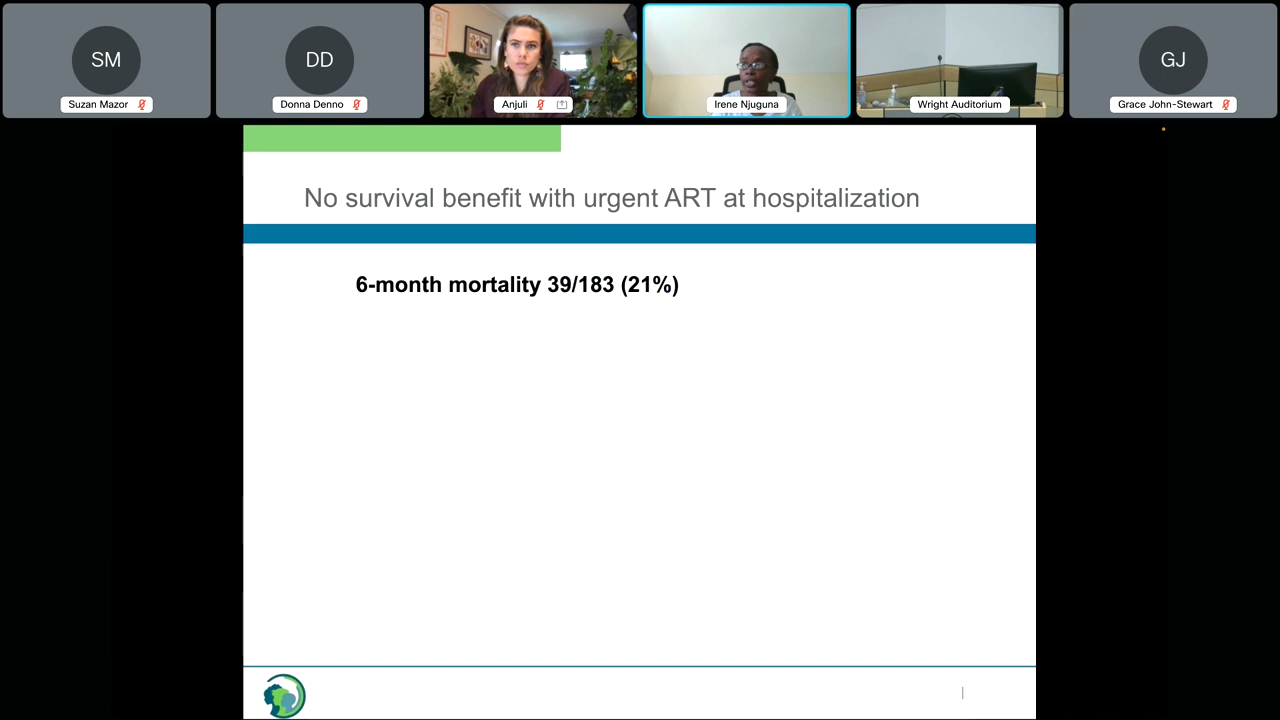 SM
DD
GJ
Suzan Mazor
Donna Denno
Anjuli
Irene Njuguna
Wright Auditorium
Grace John-Stewart
No survival benefit with urgent ART at hospitalization
6-month mortality 39/183 (21%)